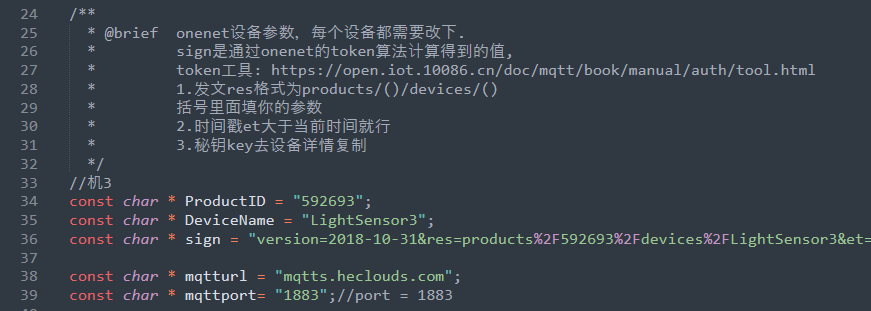 24 /**
25 * @brief onenet设备参数, 每个设备都需要改下.
26 * sign是通过onenet的token算法计算得到的值,
27 * token工具: https://open.iot.10086.cn/doc/mqtt/book/manual/auth/tool.html
28 * 1.发文res格式为products/()/devices/()
29 * 括号里面填你的参数
30 * 2.时间戳et大于当前时间就行
31 * 3.秘钥key去设备详情复制
32 */
33 //机3
34 const char * ProductID = "592693";
35 const char * DeviceName = "LightSensor3";
36 const char * sign = "version=2018-10-31&res=products%2F592693%2Fdevices%2FLightSensor3&et=
37
38 const char * mqtturl = "mqtts.heclouds.com";
39 const char * mqttport= "1883";//port = 1883